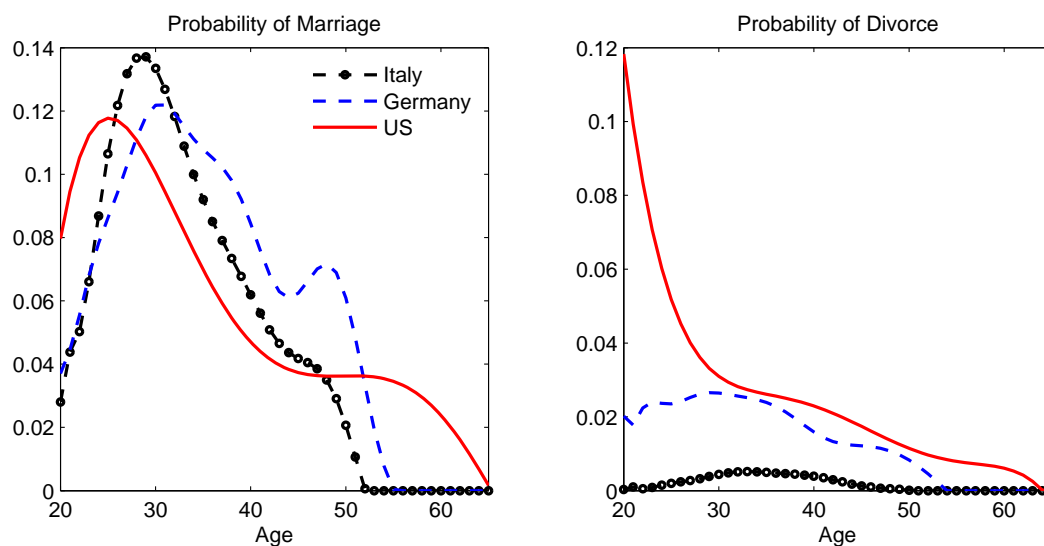 Probability of Marriage
0.14
0.12
0.1
0.08
0.06
0.04
0.02
0
20 30 40 50 60
Age
Italy
Germany
US
Probability of Divorce
0.12
0.1
0.08
0.06
0.04
0.02
0
20 30 40 50 60
Age